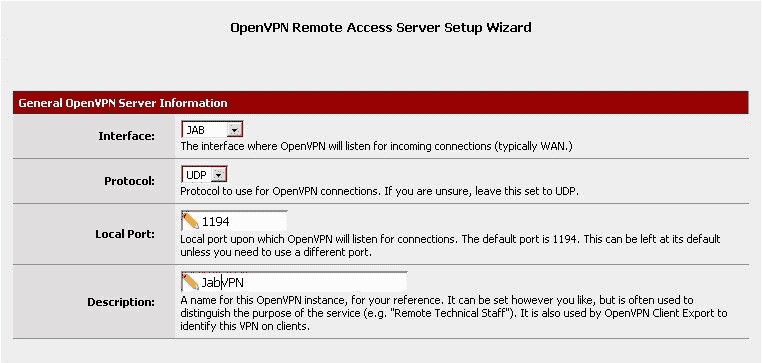 OpenVPN Remote Access Server Setup Wizard
General OpenVPN Server Information
Interface:
JAB
The interface where OpenVPN will listen for incoming connections (typically WAN.)
Protocol:
UDP
Protocol to use for OpenVPN connections. If you are unsure, leave this set to UDP.
Local Port:
1194
Local port upon which OpenVPN will listen for connections. The default port is 1194. This can be left at its default
unless you need to use a different port.
Description:
JabVPN
A name for this OpenVPN instance, for your reference. It can be set however you like, but is often used to
distinguish the purpose of the service (e.g. "Remote Technical Staff"). It is also used by OpenVPN Client Export to
identify this VPN on clients.